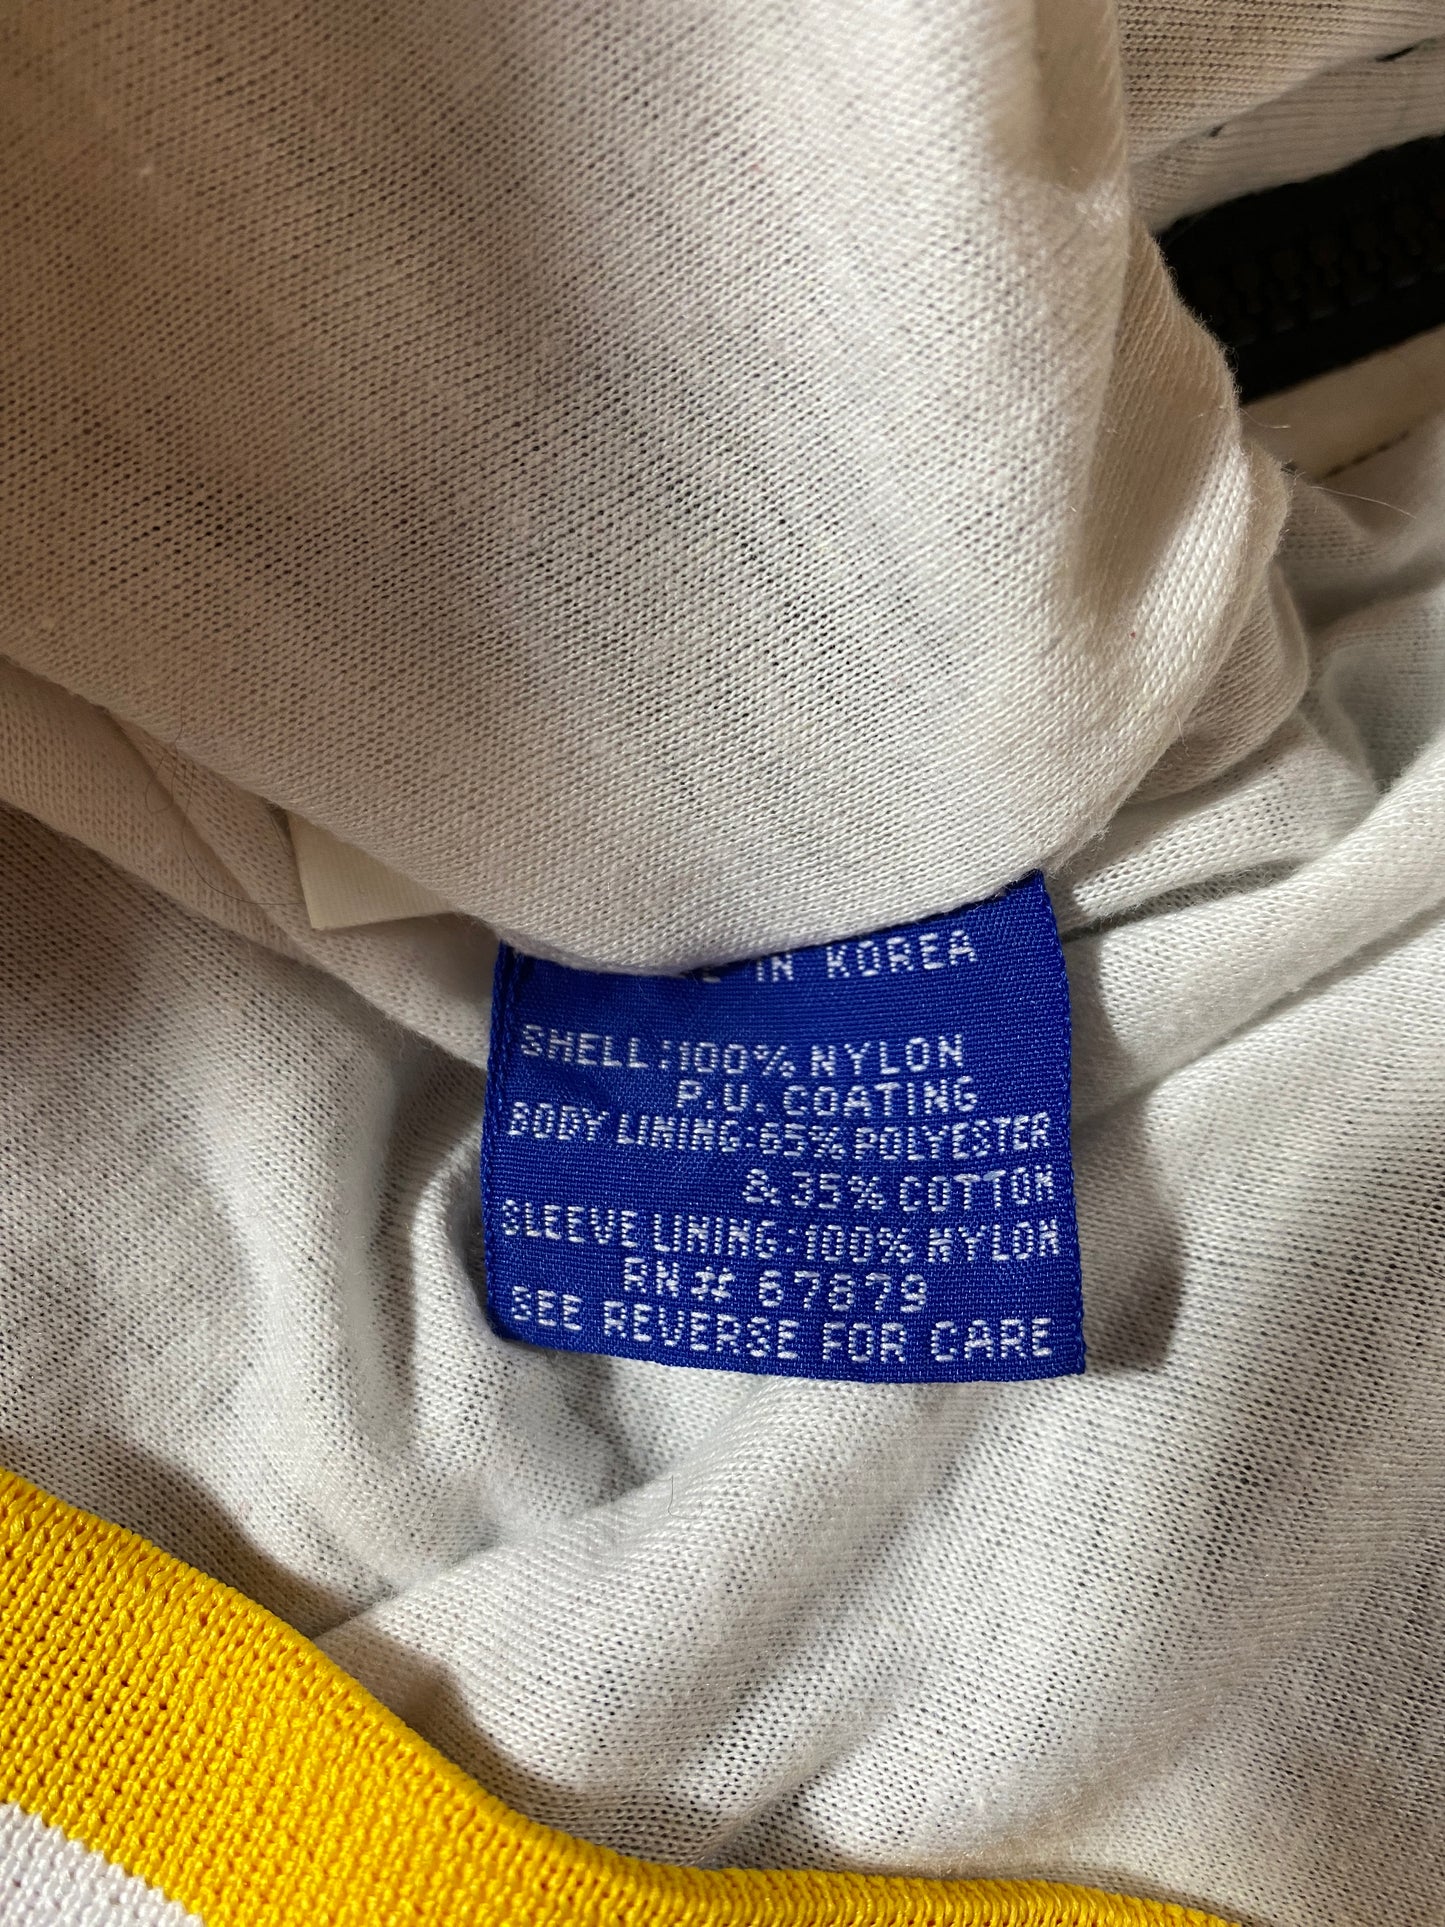 IN KOREA
SHELL:100% NYLON
P.U. COATING
BODY LINING:65% POLYESTER
& 35% COTTON
SLEEVE LINING:100% NYLON
RN# 67879
SEE REVERSE FOR CARE